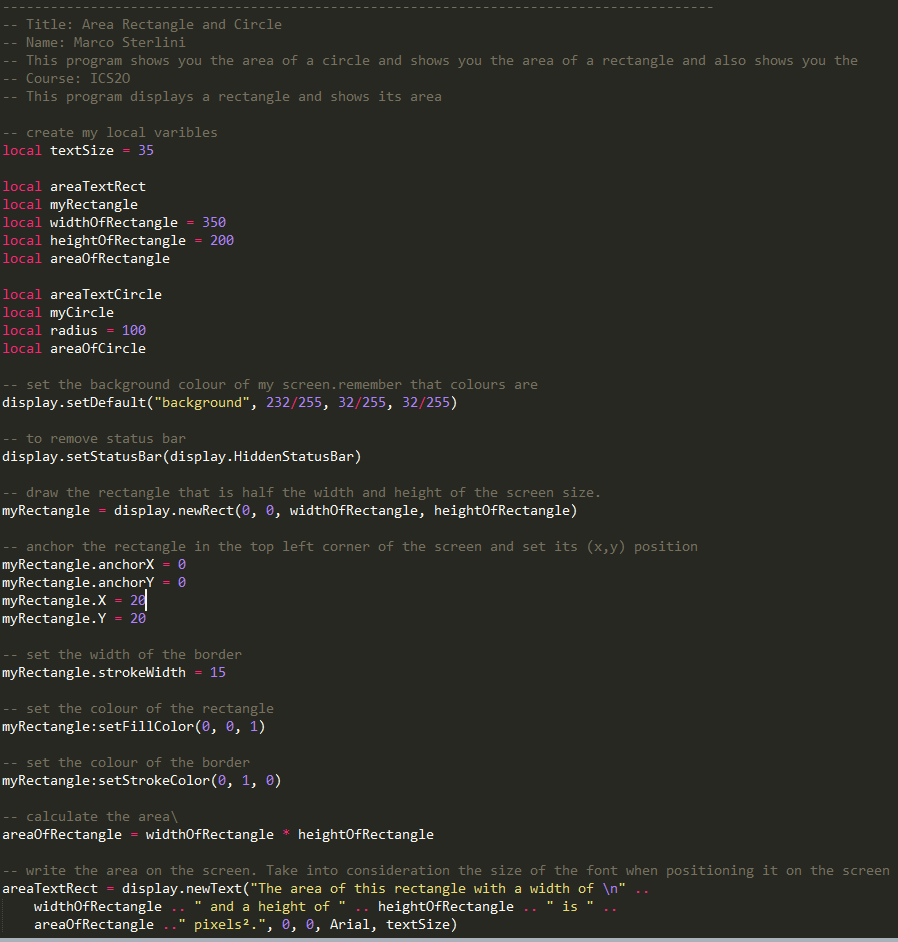 -----------------------------------------------------------------------------------------
-- Title: Area Rectangle and Circle
-- Name: Marco Sterlini
-- This program shows you the area of a circle and shows you the area of a rectangle and also shows you the
-- Course: ICS2O
-- This program displays a rectangle and shows its area
-- create my local varibles
local textSize = 35
local areaTextRect
local myRectangle
local widthOfRectangle = 350
local heightOfRectangle = 200
local areaOfRectangle
local areaTextCircle
local myCircle
local radius = 100
local areaOfCircle
-- set the background colour of my screen.remember that colours are
display.setDefault("background", 232/255, 32/255, 32/255)
-- to remove status bar
display.setStatusBar(display.HiddenStatusBar)
-- draw the rectangle that is half the width and height of the screen size.
myRectangle = display.newRect(0, 0, widthOfRectangle, heightOfRectangle)
-- anchor the rectangle in the top left corner of the screen and set its (x,y) position
myRectangle.anchorX = 0
myRectangle.anchorY = 0
myRectangle.X = 20
myRectangle.Y = 20
-- set the width of the border
myRectangle.strokeWidth = 15
-- set the colour of the rectangle
myRectangle:setFillColor(0, 0, 1)
-- set the colour of the border
myRectangle:setStrokeColor(0, 1, 0)
-- calculate the area\
areaOfRectangle = widthOfRectangle * heightOfRectangle
-- write the area on the screen. Take into consideration the size of the font when positioning it on the screen
areaTextRect = display.newText("The area of this rectangle with a width of \n" ..
widthOfRectangle .. " and a height of " .. heightOfRectangle .. " is " ..
areaOfRectangle .." pixels².", 0, 0, Arial, textSize)